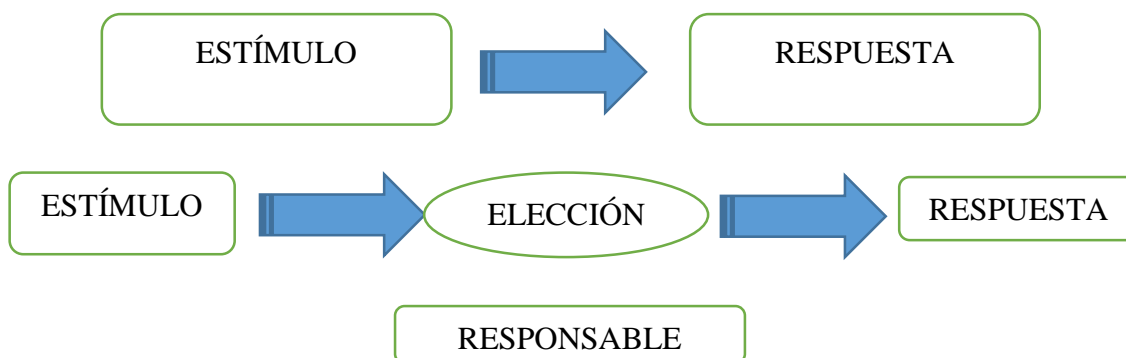 ESTÍMULO
RESPUESTA
ESTÍMULO
ELECCIÓN
RESPUESTA
RESPONSABLE